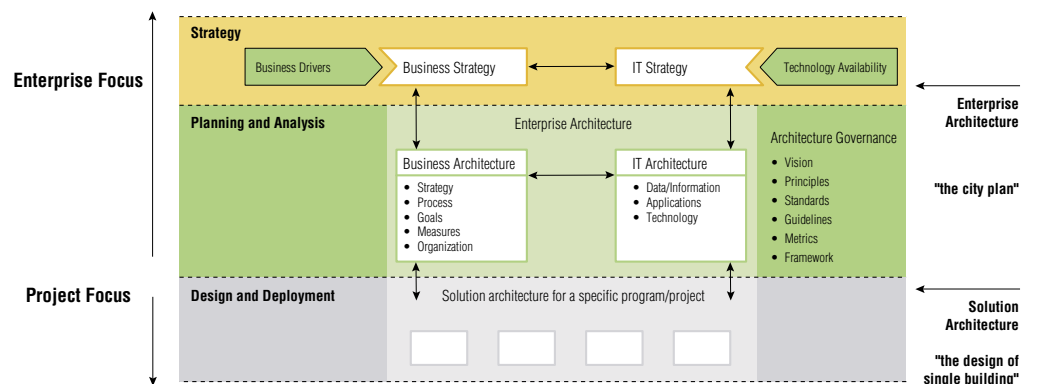 Strategy
Enterprise Focus
Business Drivers
Business Strategy
IT Strategy
Technology Availability
Enterprise
Architecture
"the city plan"
Planning and Analysis
Enterprise Architecture
Business Architecture
• Strategy
• Process
• Goals
• Measures
• Organization
IT Architecture
• Data/Information
• Applications
• Technology
Architecture Governance
• Vision
• Principles
• Standards
• Guidelines
• Metrics
• Framework
Project Focus
Design and Deployment
Solution architecture for a specific program/project
Solution
Architecture
"the design of
single building"